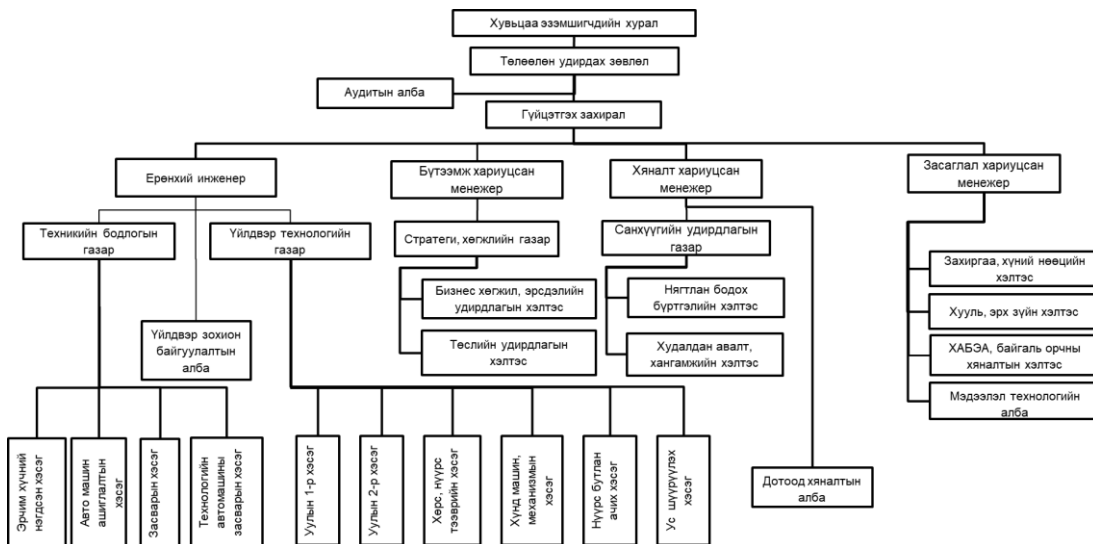 Хувьцаа эзэмшигчдийн хурал
Төлөөлөн удирдах зөвлөл
Аудитын алба
Гүйцэтгэх захирал
Ерөнхий инженер
Бүтээмж хариуцсан
менежер
Хяналт хариуцсан
менежер
Засаглал хариуцсан
менежер
Техникийн бодлогын
газар
Үйлдвэр технологийн
газар
Стратеги, хөгжлийн газар
Санхүүгийн удирдлагын
газар
Үйлдвэр зохион
байгуулалтын
алба
Бизнес хөгжил, эрсдэлийн
удирдлагын хэлтэс
Төслийн удирдлагын
хэлтэс
Нягтлан бодох
бүртгэлийн хэлтэс
Худалдан авалт,
хангамжийн хэлтэс
Захиргаа, хүний нөөцийн
хэлтэс
Хууль, эрх зүйн хэлтэс
ХАБЭА, байгаль орчны
хяналтын хэлтэс
Мэдээлэл технологийн
алба
Эрчим хүчний
нэгдсэн хэсэг
Авто машин
ашиглалтын
хэсэг
Засварын хэсэг
Технологийн
автомашины
засварын хэсэг
Уулын 1-р хэсэг
Уулын 2-р хэсэг
Хөрс, нүүрс
тээврийн хэсэг
Хүнд машин,
механизмын
хэсэг
Нүүрс бутлан
ачих хэсэг
Ус шүүрүүлэх
хэсэг
Дотоод хяналтын
алба